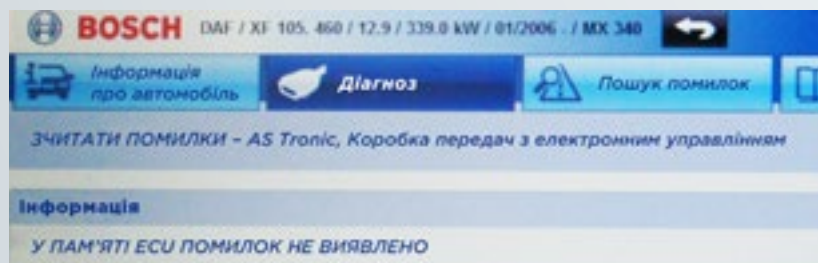 BOSCH DAF / XF 105. 460 / 12.9 / 339.0 kW / 01/2006 . / MX 340
Інформація
про автомобіль
Діагноз
Пошук помилок
ЗЧИТАТИ ПОМИЛКИ – AS Tronic, Коробка передач з електронним управлінням
Інформація
У ПАМ'ЯТІ ECU ПОМИЛОК НЕ ВИЯВЛЕНО